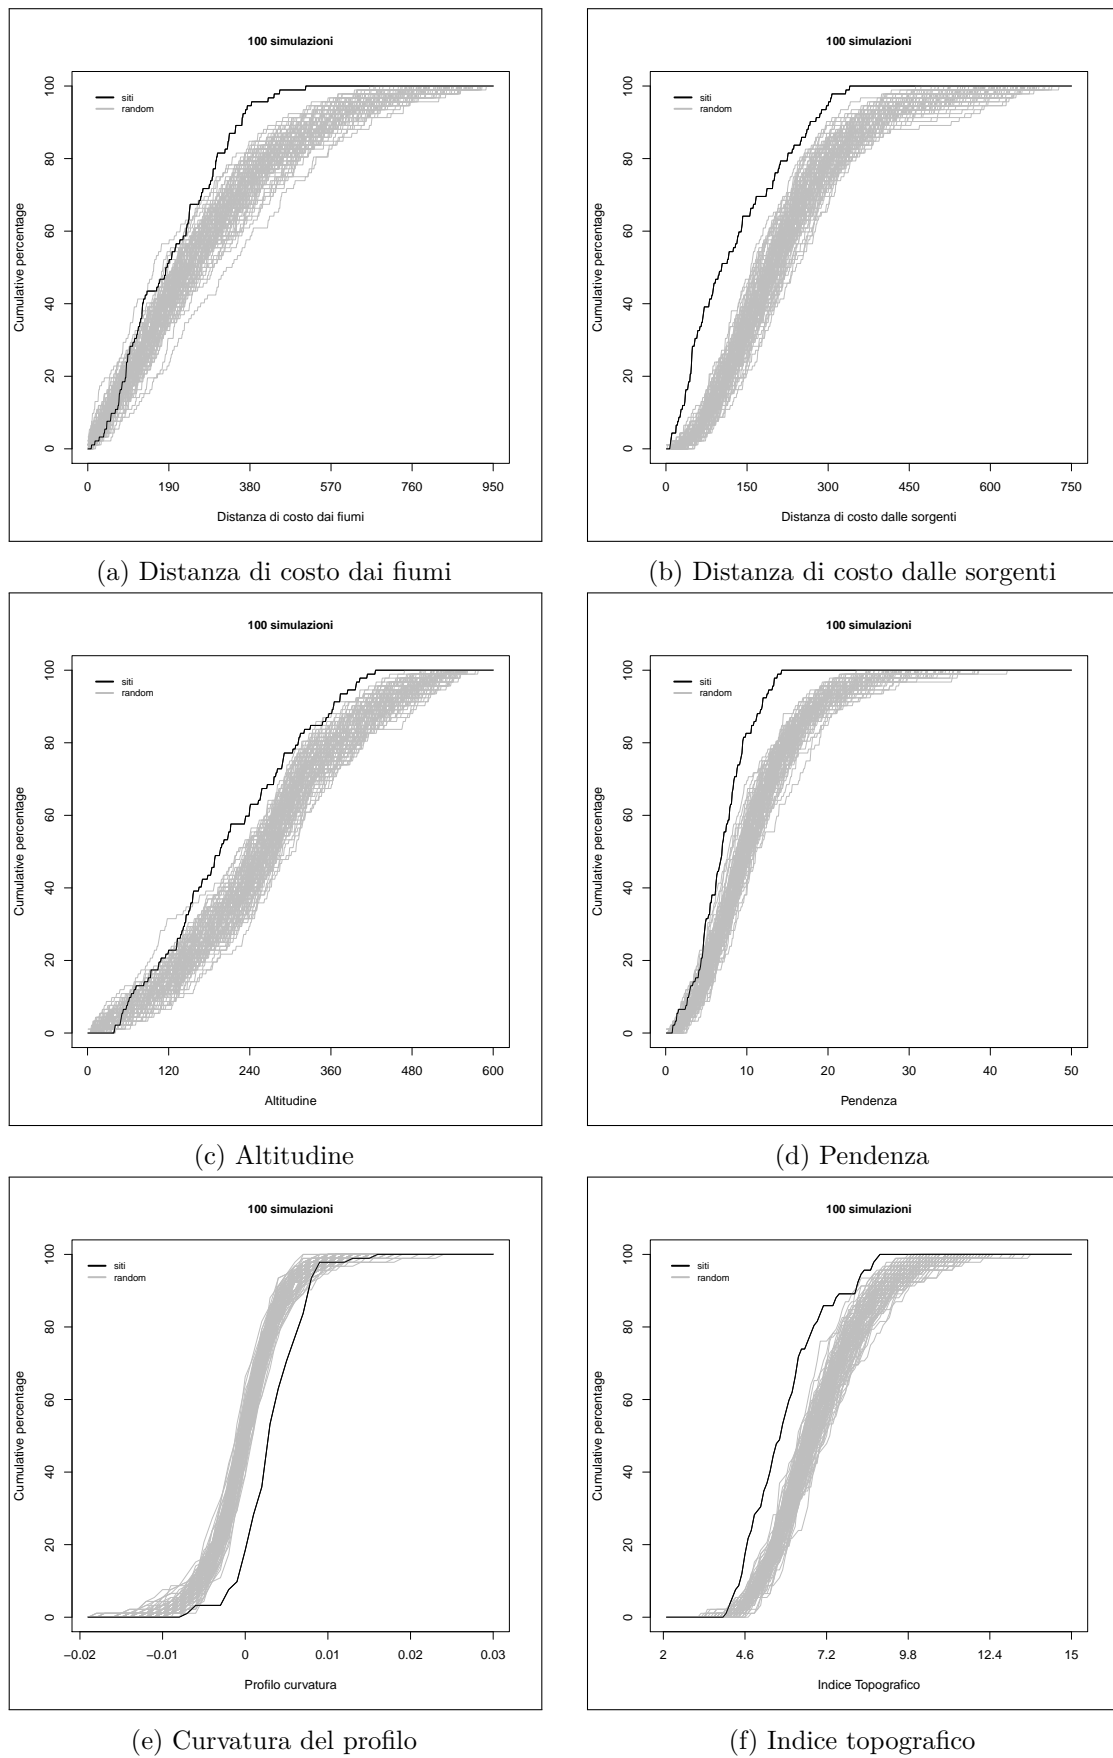 100 simulazioni
siti
random
Cumulative percentage
0 20 40 60 80 100
0 190 380 570 760 950
Distanza di costo dai fiumi
(a) Distanza di costo dai fiumi
100 simulazioni
siti
random
Cumulative percentage
0 20 40 60 80 100
0 150 300 450 600 750
Distanza di costo dalle sorgenti
(b) Distanza di costo dalle sorgenti
100 simulazioni
siti
random
Cumulative percentage
0 20 40 60 80 100
0 120 240 360 480 600
Altitudine
(c) Altitudine
100 simulazioni
siti
random
Cumulative percentage
0 20 40 60 80 100
0 10 20 30 40 50
Pendenza
(d) Pendenza
100 simulazioni
siti
random
Cumulative percentage
0 20 40 60 80 100
−0.02 −0.01 0 0.01 0.02 0.03
Profilo curvatura
(e) Curvatura del profilo
100 simulazioni
siti
random
Cumulative percentage
0 20 40 60 80 100
2 4.6 7.2 9.8 12.4 15
Indice Topografico
(f) Indice topografico